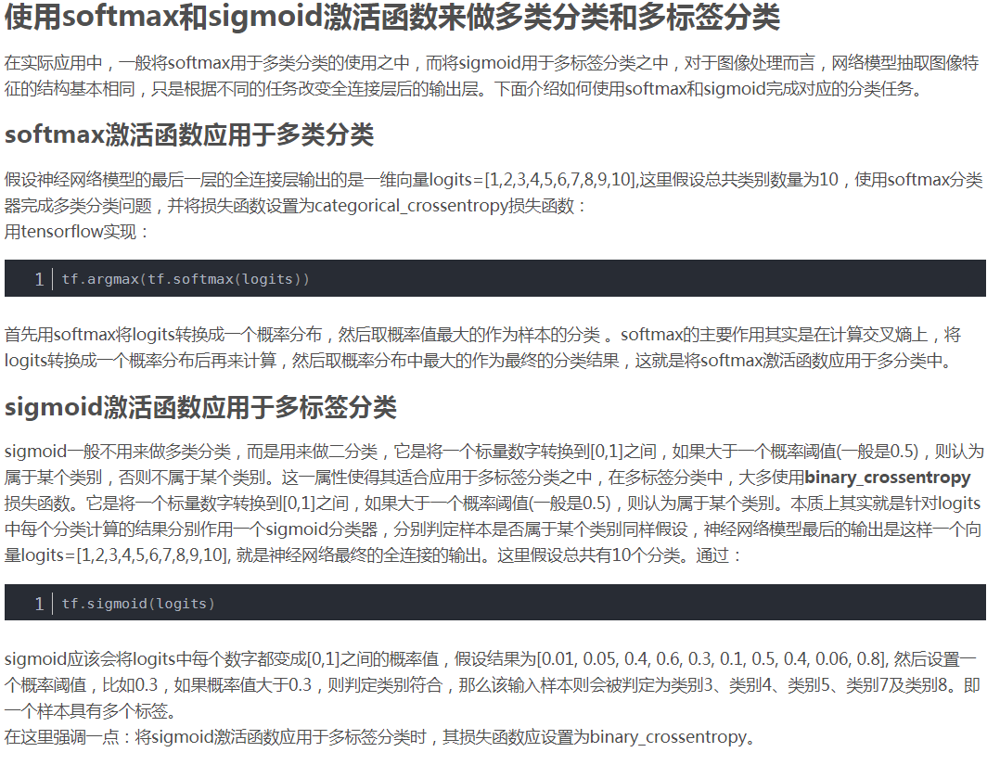 使用softmax和sigmoid激活函数来做多类分类和多标签分类
在实际应用中，一般将softmax用于多类分类的使用之中，而将sigmoid用于多标签分类之中，对于图像处理而言，网络模型抽取图像特
征的结构基本相同，只是根据不同的任务改变全连接层后的输出层。下面介绍如何使用softmax和sigmoid完成对应的分类任务。
softmax激活函数应用于多类分类
假设神经网络模型的最后一层的全连接层输出的是一维向量logits=[1,2,3,4,5,6,7,8,9,10],这里假设总共类别数量为10，使用softmax分类
器完成多类分类问题，并将损失函数设置为categorical_crossentropy损失函数：
用tensorflow实现：
1 tf.argmax(tf.softmax(logits))
首先用softmax将logits转换成一个概率分布，然后取概率值最大的作为样本的分类 。softmax的主要作用其实是在计算交叉熵上，将
logits转换成一个概率分布后再来计算，然后取概率分布中最大的作为最终的分类结果，这就是将softmax激活函数应用于多分类中。
sigmoid激活函数应用于多标签分类
sigmoid一般不用来做多类分类，而是用来做二分类，它是将一个标量数字转换到[0,1]之间，如果大于一个概率阈值(一般是0.5)，则认为
属于某个类别，否则不属于某个类别。这一属性使得其适合应用于多标签分类之中，在多标签分类中，大多使用binary_crossentropy
损失函数。它是将一个标量数字转换到[0,1]之间，如果大于一个概率阈值(一般是0.5)，则认为属于某个类别。本质上其实就是针对logits
中每个分类计算的结果分别作用一个sigmoid分类器，分别判定样本是否属于某个类别同样假设，神经网络模型最后的输出是这样一个向
量logits=[1,2,3,4,5,6,7,8,9,10], 就是神经网络最终的全连接的输出。这里假设总共有10个分类。通过：
1 tf.sigmoid(logits)
sigmoid应该会将logits中每个数字都变成[0,1]之间的概率值，假设结果为[0.01, 0.05, 0.4, 0.6, 0.3, 0.1, 0.5, 0.4, 0.06, 0.8], 然后设置一
个概率阈值，比如0.3，如果概率值大于0.3，则判定类别符合，那么该输入样本则会被判定为类别3、类别4、类别5、类别7及类别8。即
一个样本具有多个标签。
在这里强调一点：将sigmoid激活函数应用于多标签分类时，其损失函数应设置为binary_crossentropy。